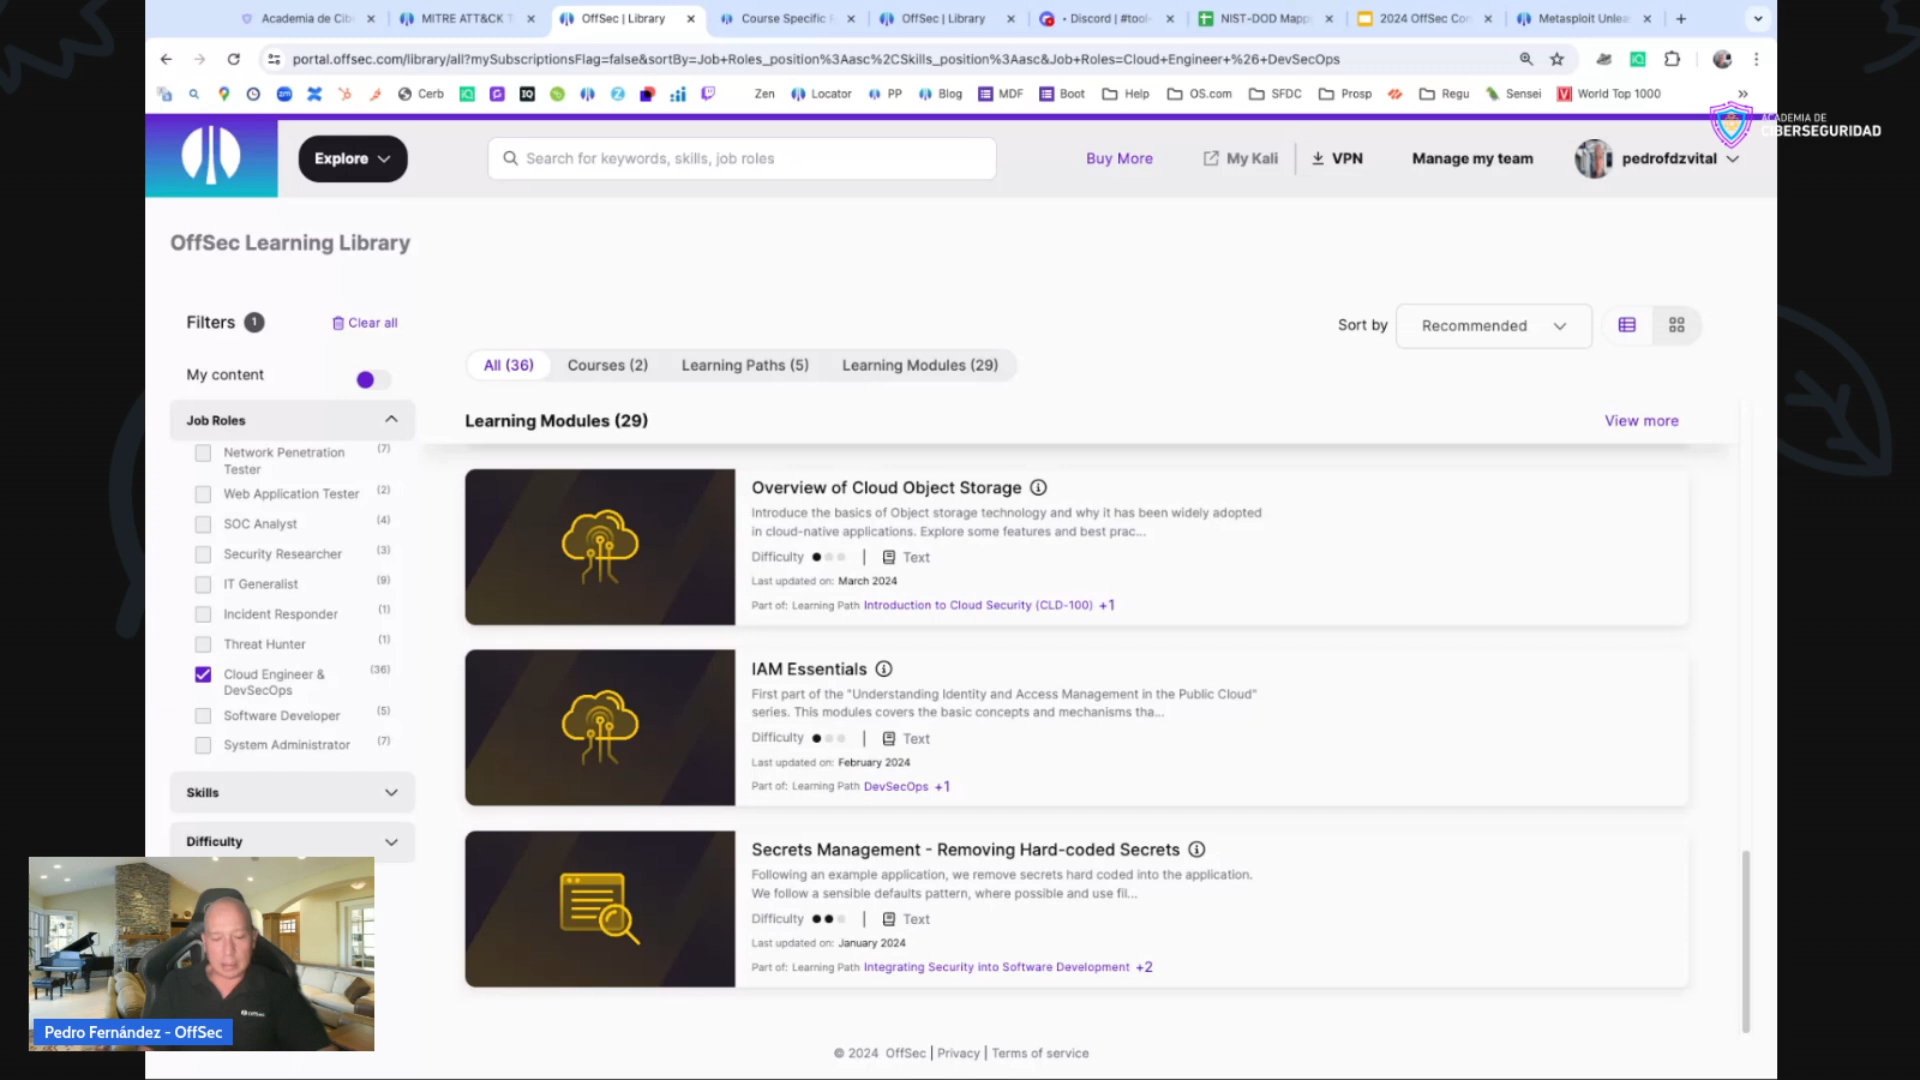 Academia de Cib
MITRE ATT&CK T
OffSec | Library
Course Specific
OffSec | Library
• Discord | #tool-
NIST-DOD Mapp
2024 OffSec Con
Metasploit Unlea
portal.offsec.com/library/all?mySubscriptionsFlag=false&sortBy=Job+Roles_position%3Aasc%2CSkills_position%3Aasc&Job+Roles=Cloud+Engineer+%26+DevSecOps
Cerb
Zen
Locator
PP
Blog
MDF
Boot
Help
OS.com
SFDC
Prosp
Regu
Sensei
World Top 1000
ACADEMIA DE
CIBERSEGURIDAD
Explore
Search for keywords, skills, job roles
Buy More
My Kali
VPN
Manage my team
pedrofdzvital
OffSec Learning Library
Filters 1
Clear all
Sort by
Recommended
My content
All (36)
Courses (2)
Learning Paths (5)
Learning Modules (29)
Job Roles
Network Penetration (7)
Tester
Web Application Tester (2)
SOC Analyst (4)
Security Researcher (3)
IT Generalist (9)
Incident Responder (1)
Threat Hunter (1)
Cloud Engineer & (36)
DevSecOps
Software Developer (5)
System Administrator (7)
Skills
Difficulty
Learning Modules (29)
View more
Overview of Cloud Object Storage
Introduce the basics of Object storage technology and why it has been widely adopted
in cloud-native applications. Explore some features and best prac...
Difficulty | Text
Last updated on: March 2024
Part of: Learning Path Introduction to Cloud Security (CLD-100) +1
IAM Essentials
First part of the "Understanding Identity and Access Management in the Public Cloud"
series. This modules covers the basic concepts and mechanisms tha...
Difficulty | Text
Last updated on: February 2024
Part of: Learning Path DevSecOps +1
Secrets Management - Removing Hard-coded Secrets
Following an example application, we remove secrets hard coded into the application.
We follow a sensible defaults pattern, where possible and use fil...
Difficulty | Text
Last updated on: January 2024
Part of: Learning Path Integrating Security into Software Development +2
OffSec
Pedro Fernández - OffSec
© 2024 OffSec | Privacy | Terms of service